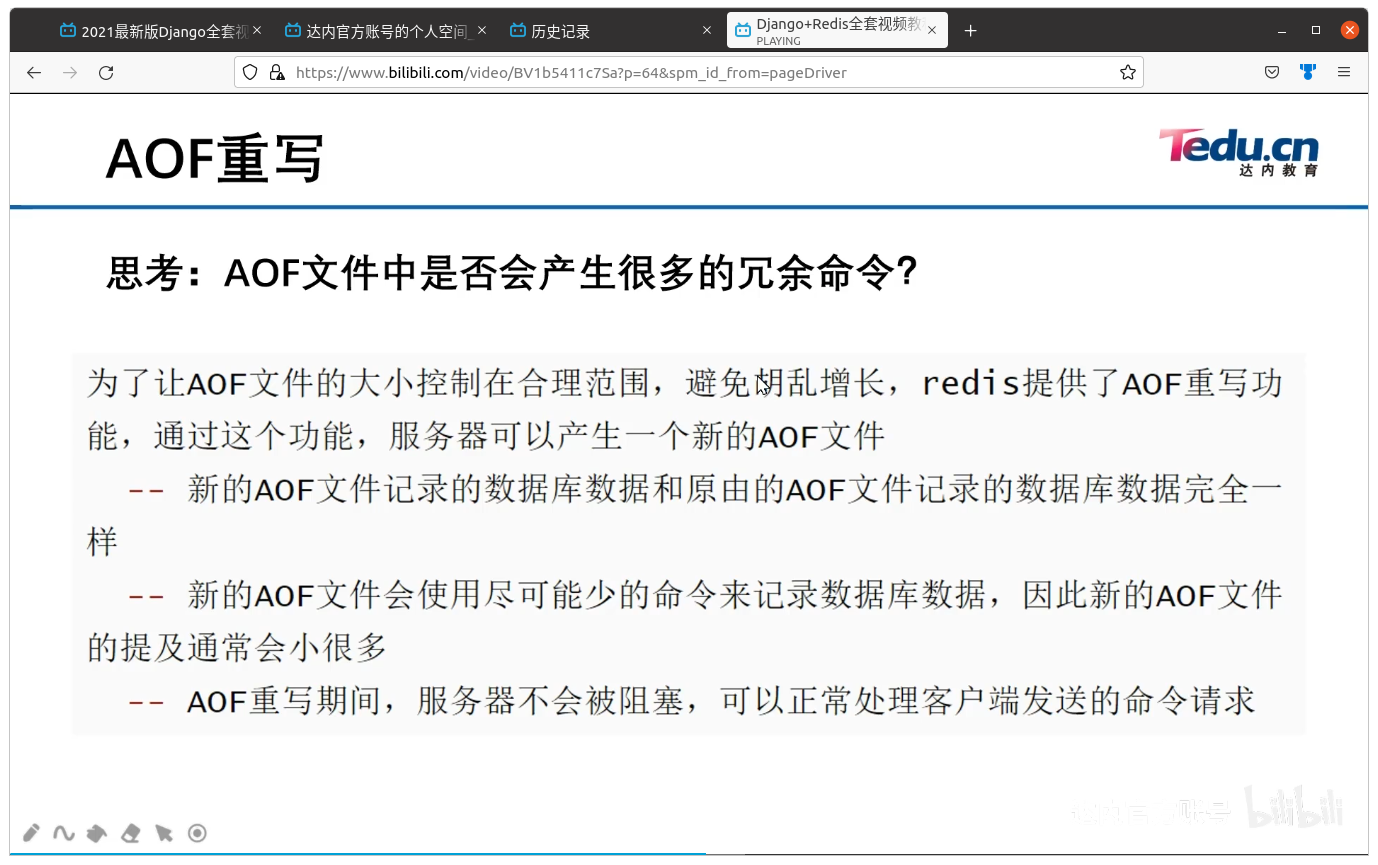 2021最新版Django全套视
达内官方账号的个人空间_
历史记录
Django+Redis全套视频教
PLAYING
https://www.bilibili.com/video/BV1b5411c7Sa?p=64&spm_id_from=pageDriver
AOF重写
Tedu.cn
达内教育
思考：AOF文件中是否会产生很多的冗余命令？
为了让AOF文件的大小控制在合理范围，避免胡乱增长，redis提供了AOF重写功
能，通过这个功能，服务器可以产生一个新的AOF文件
-- 新的AOF文件记录的数据库数据和原由的AOF文件记录的数据库数据完全一
样
-- 新的AOF文件会使用尽可能少的命令来记录数据库数据，因此新的AOF文件
的提及通常会小很多
-- AOF重写期间，服务器不会被阻塞，可以正常处理客户端发送的命令请求
bilibili